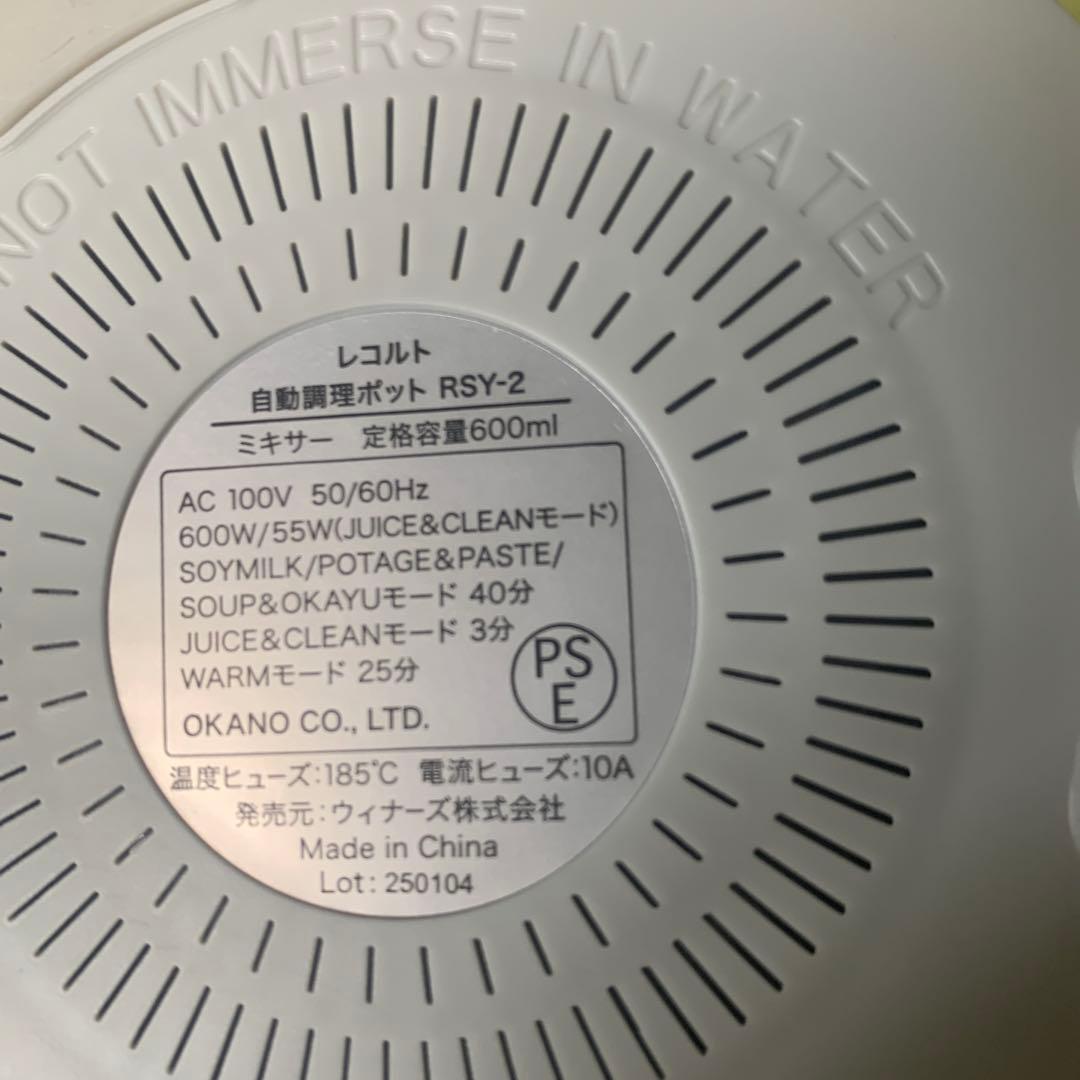 NOT IMMERSE IN WATER
レコルト
自動調理ポット RSY-2
ミキサー 定格容量600ml
AC 100V 50/60Hz
600W/55W(JUICE&CLEANモード)
SOYMILK/POTAGE&PASTE/
SOUP&OKAYUモード 40分
JUICE&CLEANモード 3分
WARMモード 25分
OKANO CO., LTD.
PS
E
温度ヒューズ:185℃ 電流ヒューズ:10A
発売元:ウィナーズ株式会社
Made in China
Lot: 250104